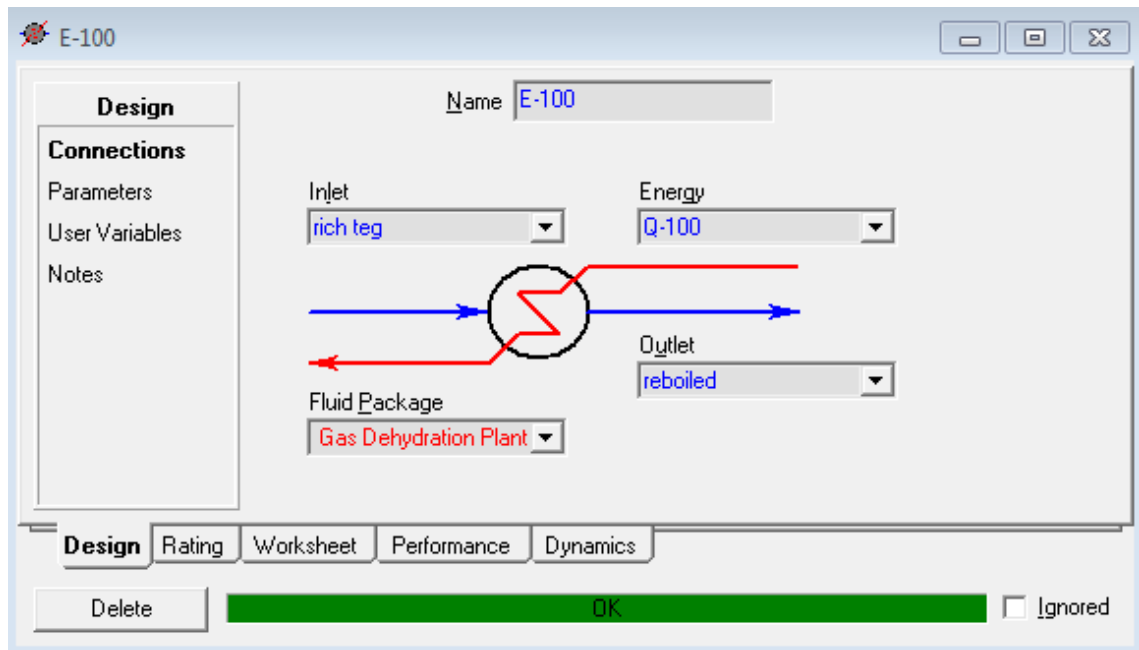 E-100
Design
Connections
Parameters
User Variables
Notes
Name E-100
Inlet
rich teg
Energy
Q-100
Outlet
reboiled
Fluid Package
Gas Dehydration Plant
Design Rating Worksheet Performance Dynamics
Delete OK Ignored